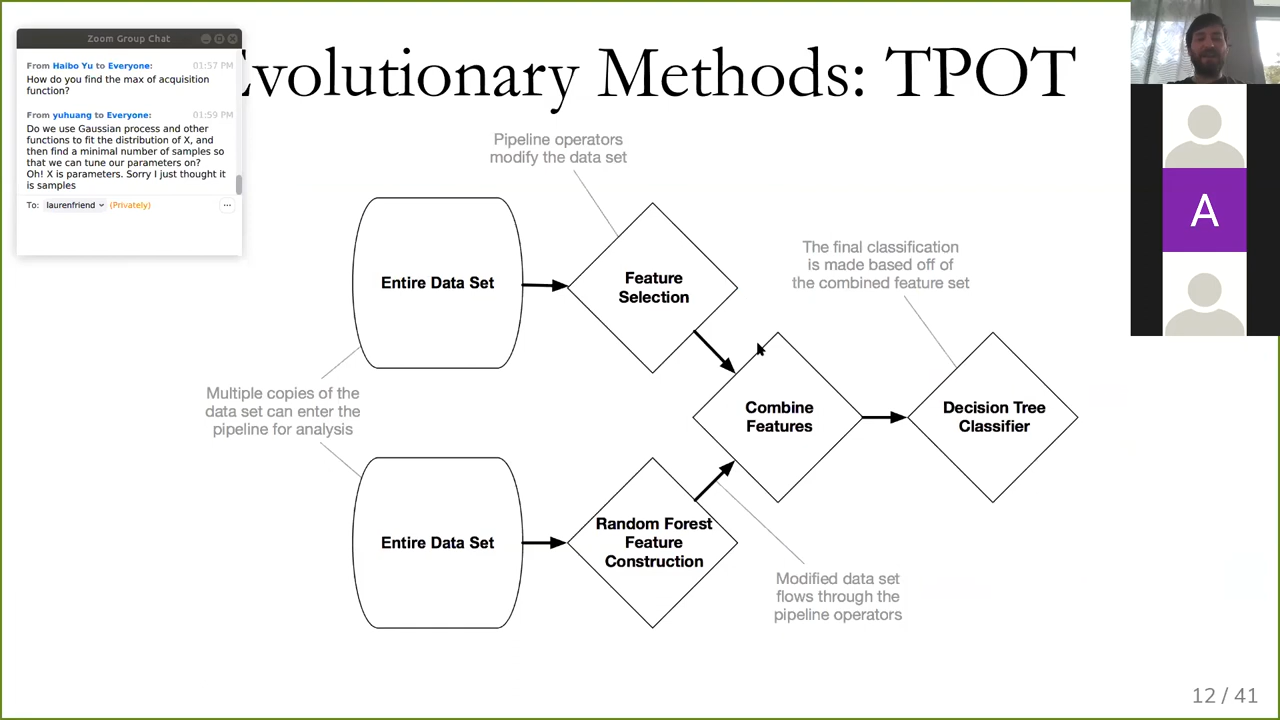 Zoom Group Chat
From Haibo Yu to Everyone: 01:57 PM
How do you find the max of acquisition
function?
From yuhuang to Everyone: 01:59 PM
Do we use Gaussian process and other
functions to fit the distribution of X, and
then find a minimal number of samples so
that we can tune our parameters on?
Oh! X is parameters. Sorry I just thought it
is samples
To: laurenfriend (Privately) ...
Evolutionary Methods: TPOT
Pipeline operators
modify the data set
Entire Data Set
Feature
Selection
The final classification
is made based off of
the combined feature set
Multiple copies of the
data set can enter the
pipeline for analysis
Combine
Features
Decision Tree
Classifier
Entire Data Set
Random Forest
Feature
Construction
Modified data set
flows through the
pipeline operators
A
12 / 41